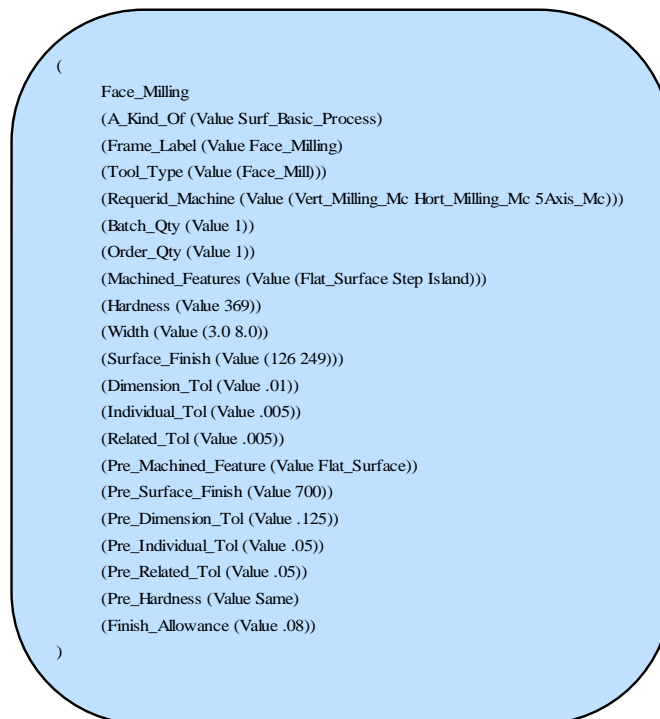 (
Face_Milling
(A_Kind_Of (Value Surf_Basic_Process)
(Frame_Label (Value Face_Milling)
(Tool_Type (Value (Face_Mill)))
(Requerid_Machine (Value (Vert_Milling_Mc Hort_Milling_Mc 5Axis_Mc)))
(Batch_Qty (Value 1))
(Order_Qty (Value 1))
(Machined_Features (Value (Flat_Surface Step Island)))
(Hardness (Value 369))
(Width (Value (3.0 8.0))
(Surface_Finish (Value (126 249)))
(Dimension_Tol (Value .01))
(Individual_Tol (Value .005))
(Related_Tol (Value .005))
(Pre_Machined_Feature (Value Flat_Surface))
(Pre_Surface_Finish (Value 700))
(Pre_Dimension_Tol (Value .125))
(Pre_Individual_Tol (Value .05))
(Pre_Related_Tol (Value .05))
(Pre_Hardness (Value Same)
(Finish_Allowance (Value .08))
)